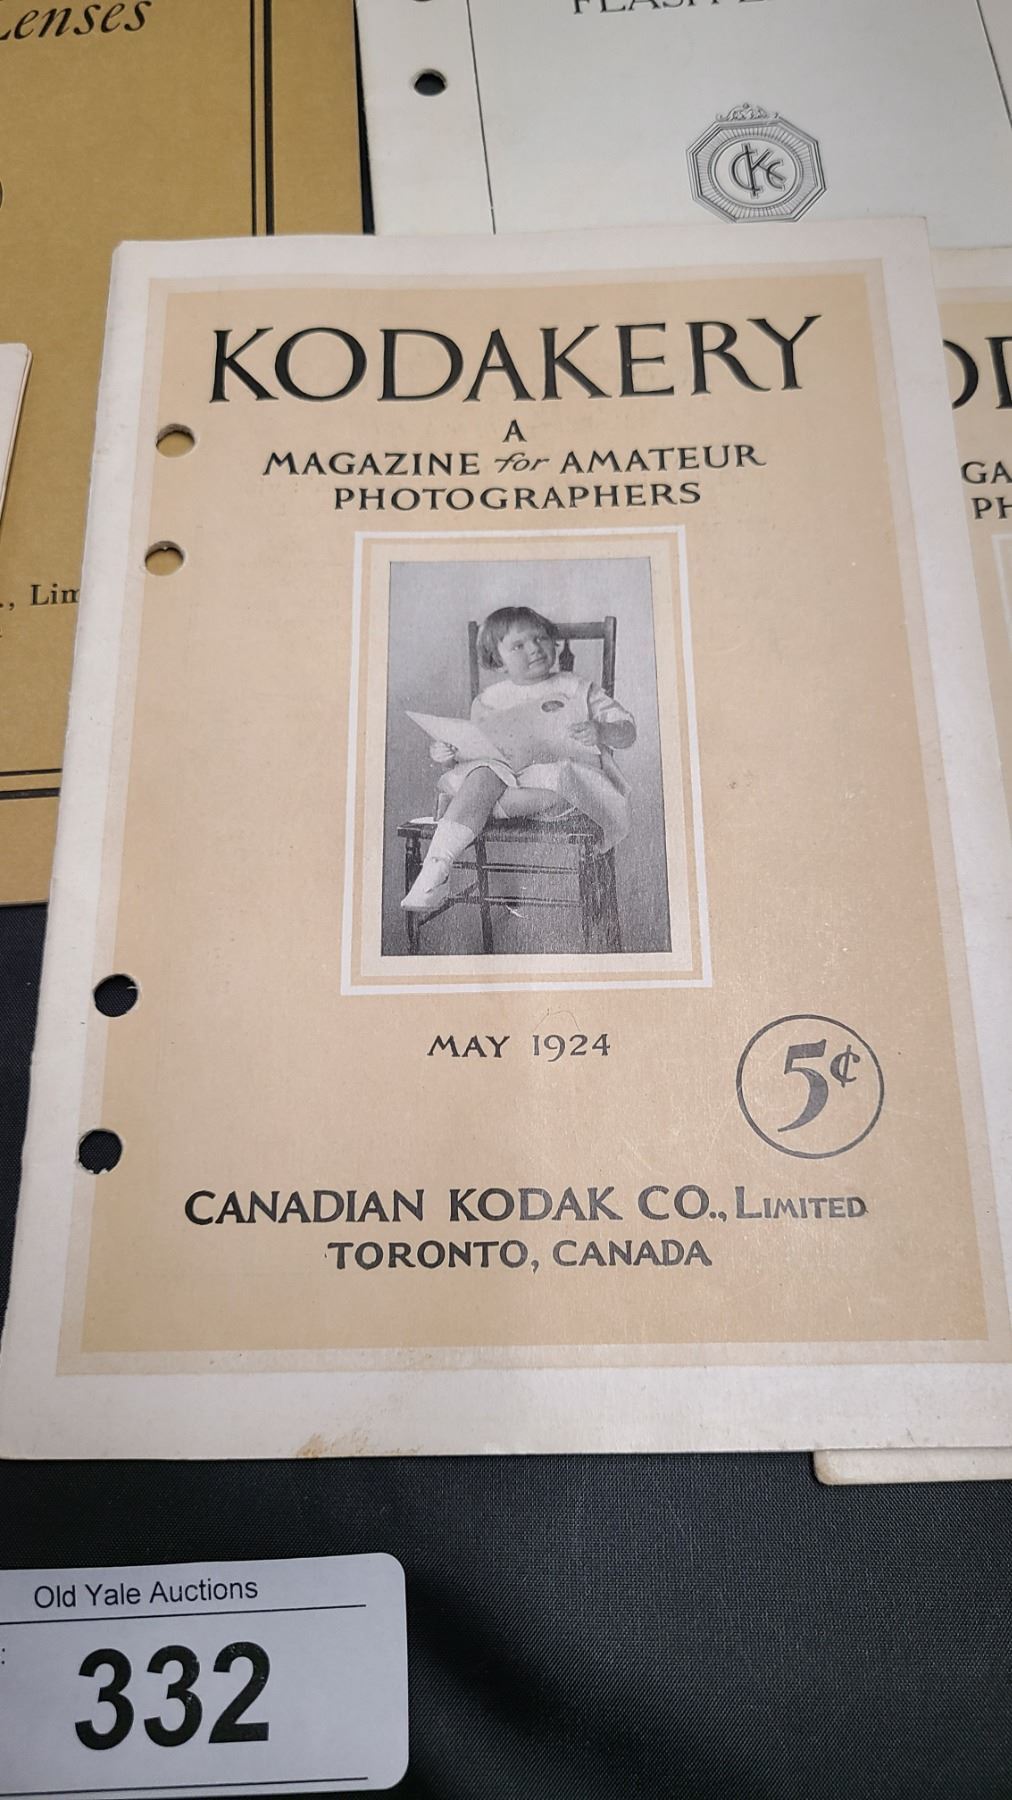 Lenses
KODAKERY
A
MAGAZINE for AMATEUR
PHOTOGRAPHERS
MAY 1924
5¢
CANADIAN KODAK CO., LIMITED
TORONTO, CANADA
Old Yale Auctions
332